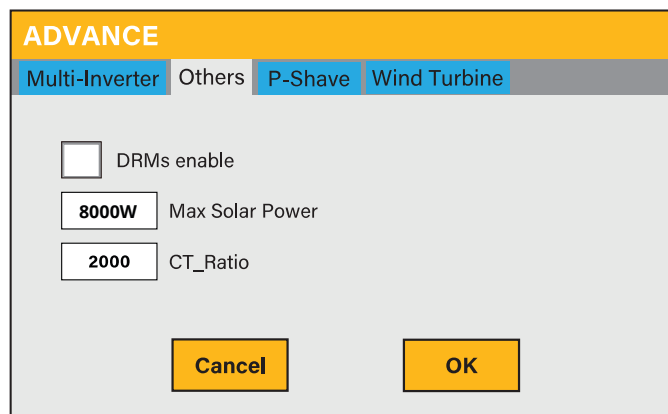 ADVANCE
Multi-Inverter Others P-Shave Wind Turbine
DRMs enable
8000W Max Solar Power
2000 CT_Ratio
Cancel OK